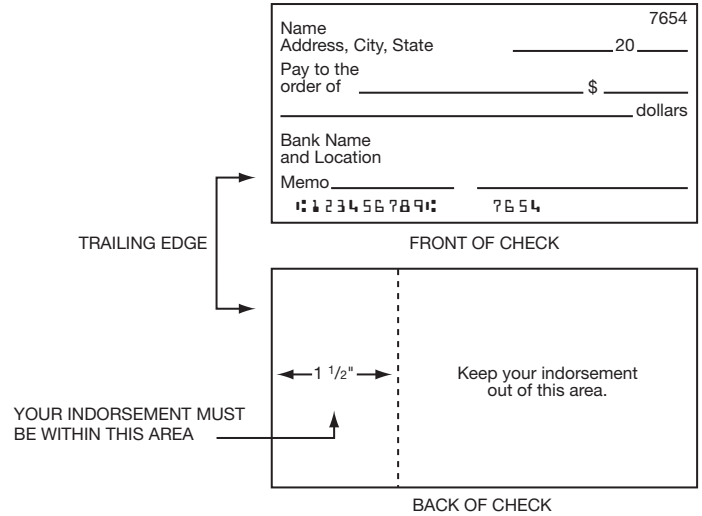 7654
Name
Address, City, State 20
Pay to the
order of $
dollars
Bank Name
and Location
Memo
⑆123456789⑆ 7654
TRAILING EDGE
FRONT OF CHECK
1 1/2"
Keep your indorsement
out of this area.
YOUR INDORSEMENT MUST
BE WITHIN THIS AREA
BACK OF CHECK